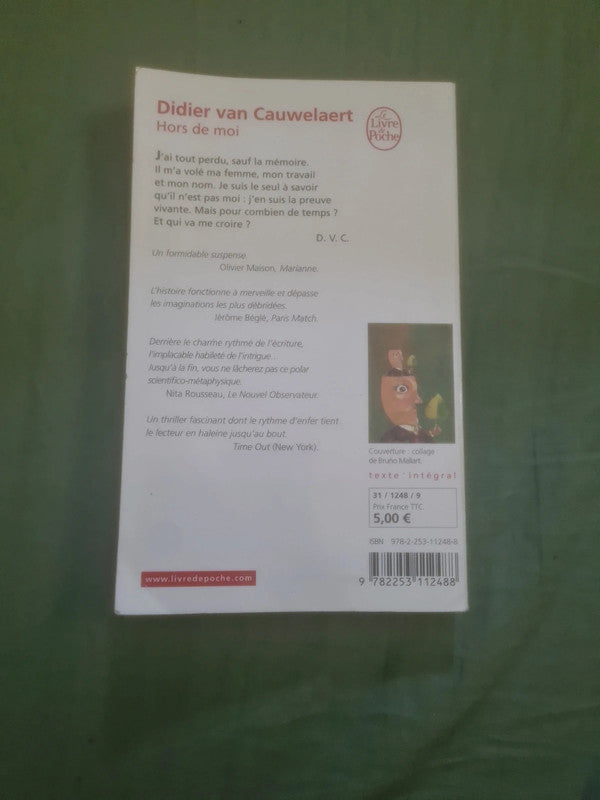 Didier van Cauwelaert
Hors de moi
Le
Livre
de
Poche
J'ai tout perdu, sauf la mémoire.
Il m'a volé ma femme, mon travail
et mon nom. Je suis le seul à savoir
qu'il n'est pas moi : j'en suis la preuve
vivante. Mais pour combien de temps ?
Et qui va me croire ?
D. V. C.
Un formidable suspense.
Olivier Maison, Marianne.
L'histoire fonctionne à merveille et dépasse
les imaginations les plus débridées.
Jérôme Béglé, Paris Match.
Derrière le charme rythmé de l'écriture,
l'implacable habileté de l'intrigue...
Jusqu'à la fin, vous ne lâcherez pas ce polar
scientifico-métaphysique.
Nita Rousseau, Le Nouvel Observateur.
Un thriller fascinant dont le rythme d'enfer tient
le lecteur en haleine jusqu'au bout.
Time Out (New York).
Couverture : collage
de Bruno Mallart.
texte intégral
31 / 1248 / 9
Prix France TTC
5,00 €
ISBN 978-2-253-11248-8
9 782253 112488
www.livredepoche.com